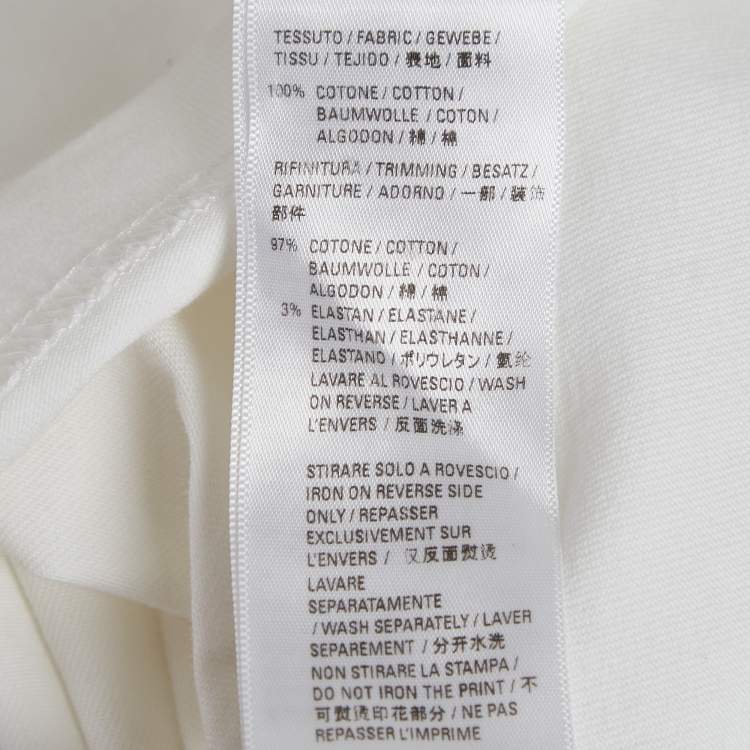 TESSUTO / FABRIC / GEWEBE /
TISSU / TEJIDO / 表地 / 面料
100% COTONE / COTTON /
BAUMWOLLE / COTON /
ALGODON / 綿 / 棉
RIFINITURA / TRIMMING / BESATZ /
GARNITURE / ADORNO / 一部 / 装饰
部件
97% COTONE / COTTON /
BAUMWOLLE / COTON /
ALGODON / 綿 / 棉
3% ELASTAN / ELASTANE /
ELASTHAN / ELASTHANNE /
ELASTANO / ポリウレタン / 氨纶
LAVARE AL ROVESCIO / WASH
ON REVERSE / LAVER A
L'ENVERS / 反面洗涤
STIRARE SOLO A ROVESCIO /
IRON ON REVERSE SIDE
ONLY / REPASSER
EXCLUSIVEMENT SUR
L'ENVERS / 仅反面熨烫
LAVARE
SEPARATAMENTE
/ WASH SEPARATELY / LAVER
SEPAREMENT / 分开水洗
NON STIRARE LA STAMPA /
DO NOT IRON THE PRINT / 不
可熨烫印花部分 / NE PAS
REPASSER L'IMPRIME